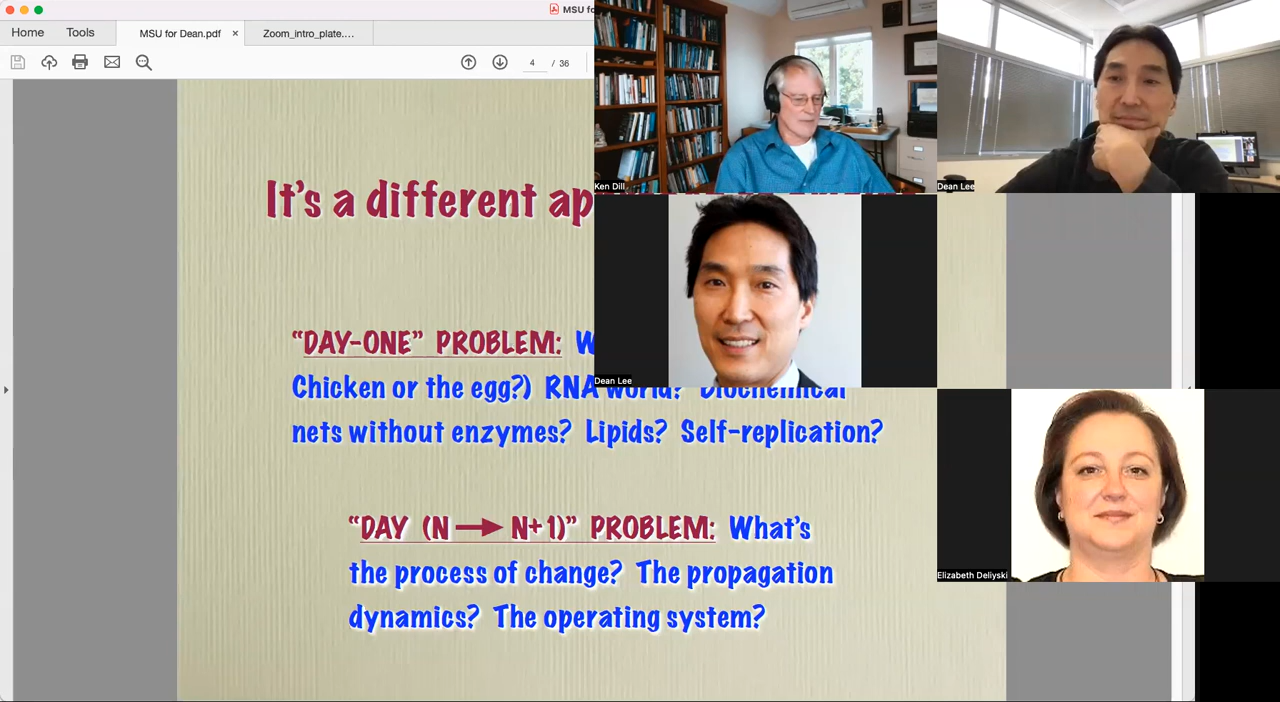 MSU fo
Home Tools MSU for Dean.pdf × Zoom_intro_plate....
4 / 36
Ken Dill
Dean Lee
It's a different ap
"DAY-ONE" PROBLEM: W
Dean Lee
Chicken or the egg?) RNA world? Biochemical
nets without enzymes? Lipids? Self-replication?
"DAY (N → N+1)" PROBLEM: What's
the process of change? The propagation
dynamics? The operating system?
Elizabeth Deliyski